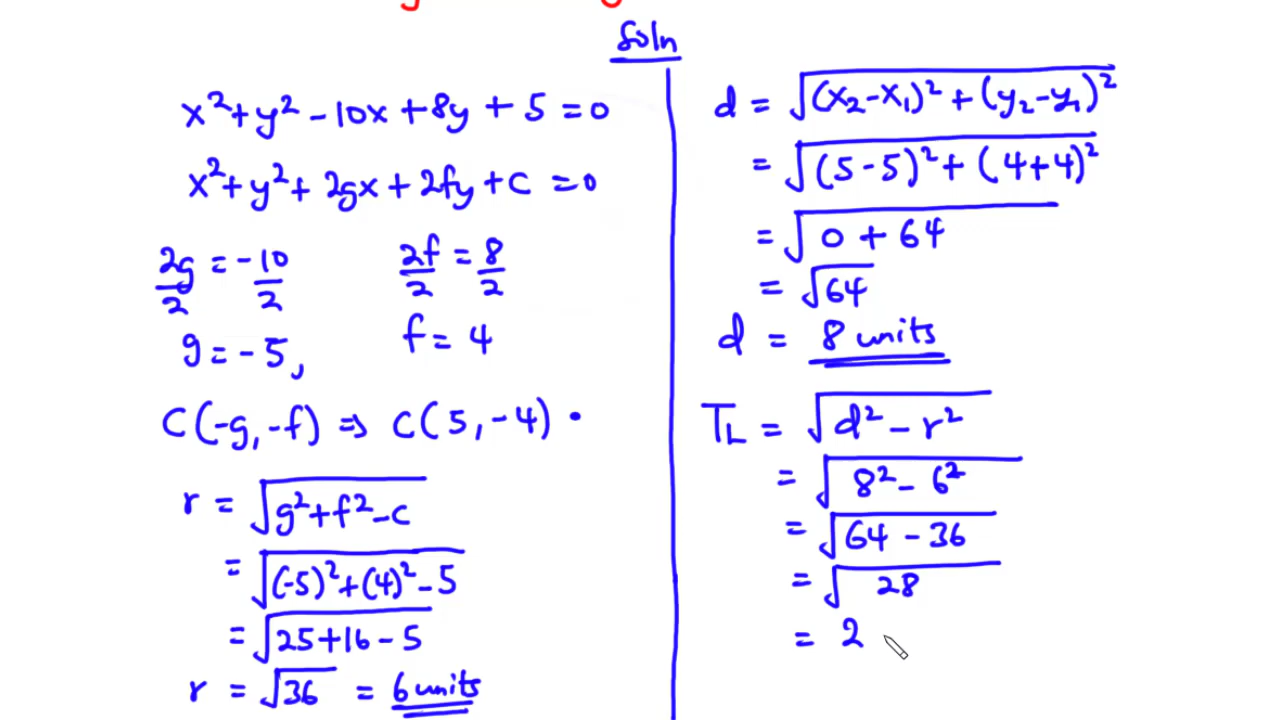 Soln
x²+y² -10x +8y + 5 = 0
x²+y²+ 2gx + 2fy + c = 0
2g/2 = -10/2   2f/2 = 8/2
g = -5,   f = 4
C(-g, -f) ⇒ C(5, -4) •
r = √(g²+f²-c)
= √((-5)²+(4)²-5)
= √(25+16-5)
r = √36 = 6 units
d = √((x₂-x₁)² + (y₂-y₁)²)
= √((5-5)² + (4+4)²)
= √(0 + 64)
= √64
d = 8 units
T_L = √(d² - r²)
= √(8² - 6²)
= √(64 - 36)
= √28
= 2